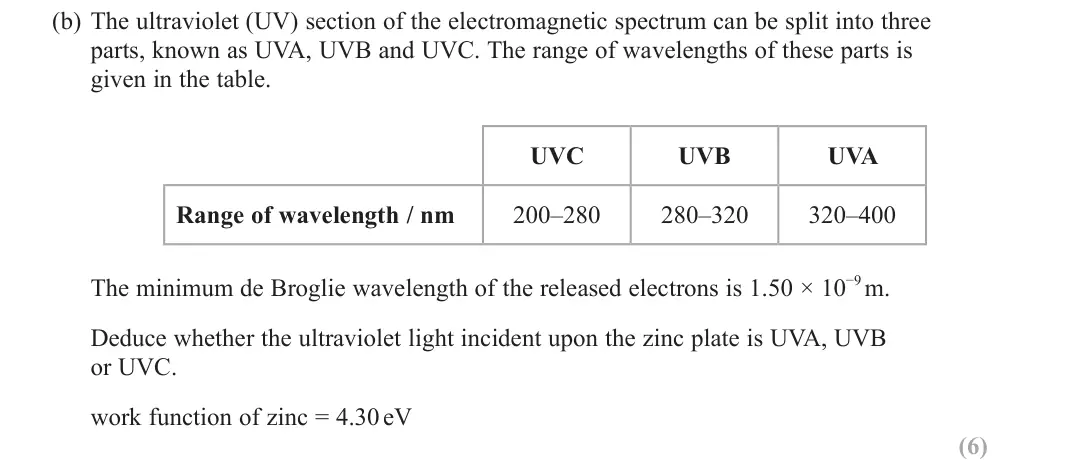 (b) The ultraviolet (UV) section of the electromagnetic spectrum can be split into three
parts, known as UVA, UVB and UVC. The range of wavelengths of these parts is
given in the table.
UVC UVB UVA
Range of wavelength / nm 200–280 280–320 320–400
The minimum de Broglie wavelength of the released electrons is 1.50 × 10⁻⁹ m.
Deduce whether the ultraviolet light incident upon the zinc plate is UVA, UVB
or UVC.
work function of zinc = 4.30 eV
(6)